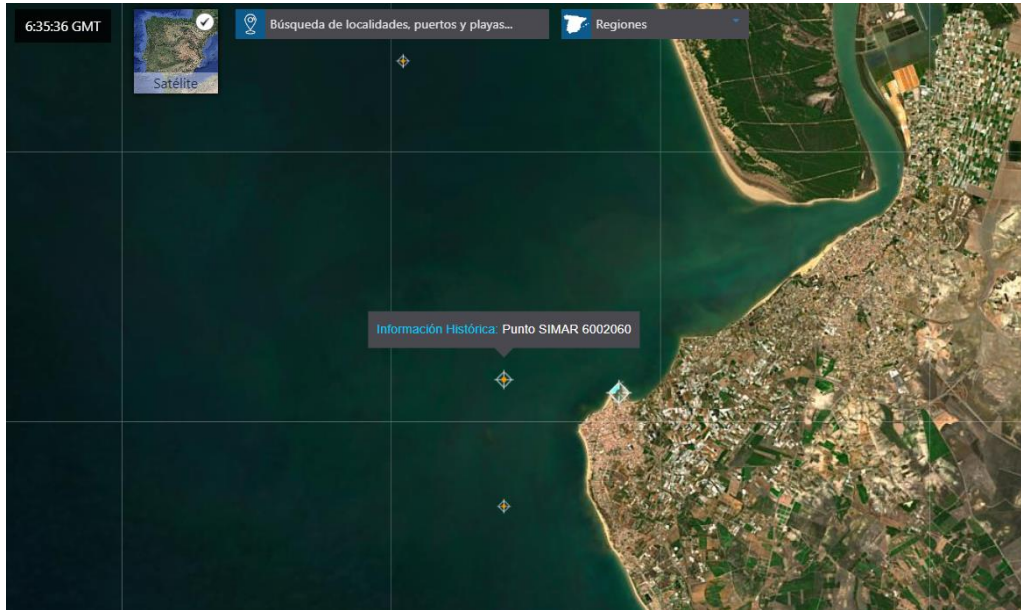 6:35:36 GMT
Satélite
Búsqueda de localidades, puertos y playas...
Regiones
Información Histórica: Punto SIMAR 6002060